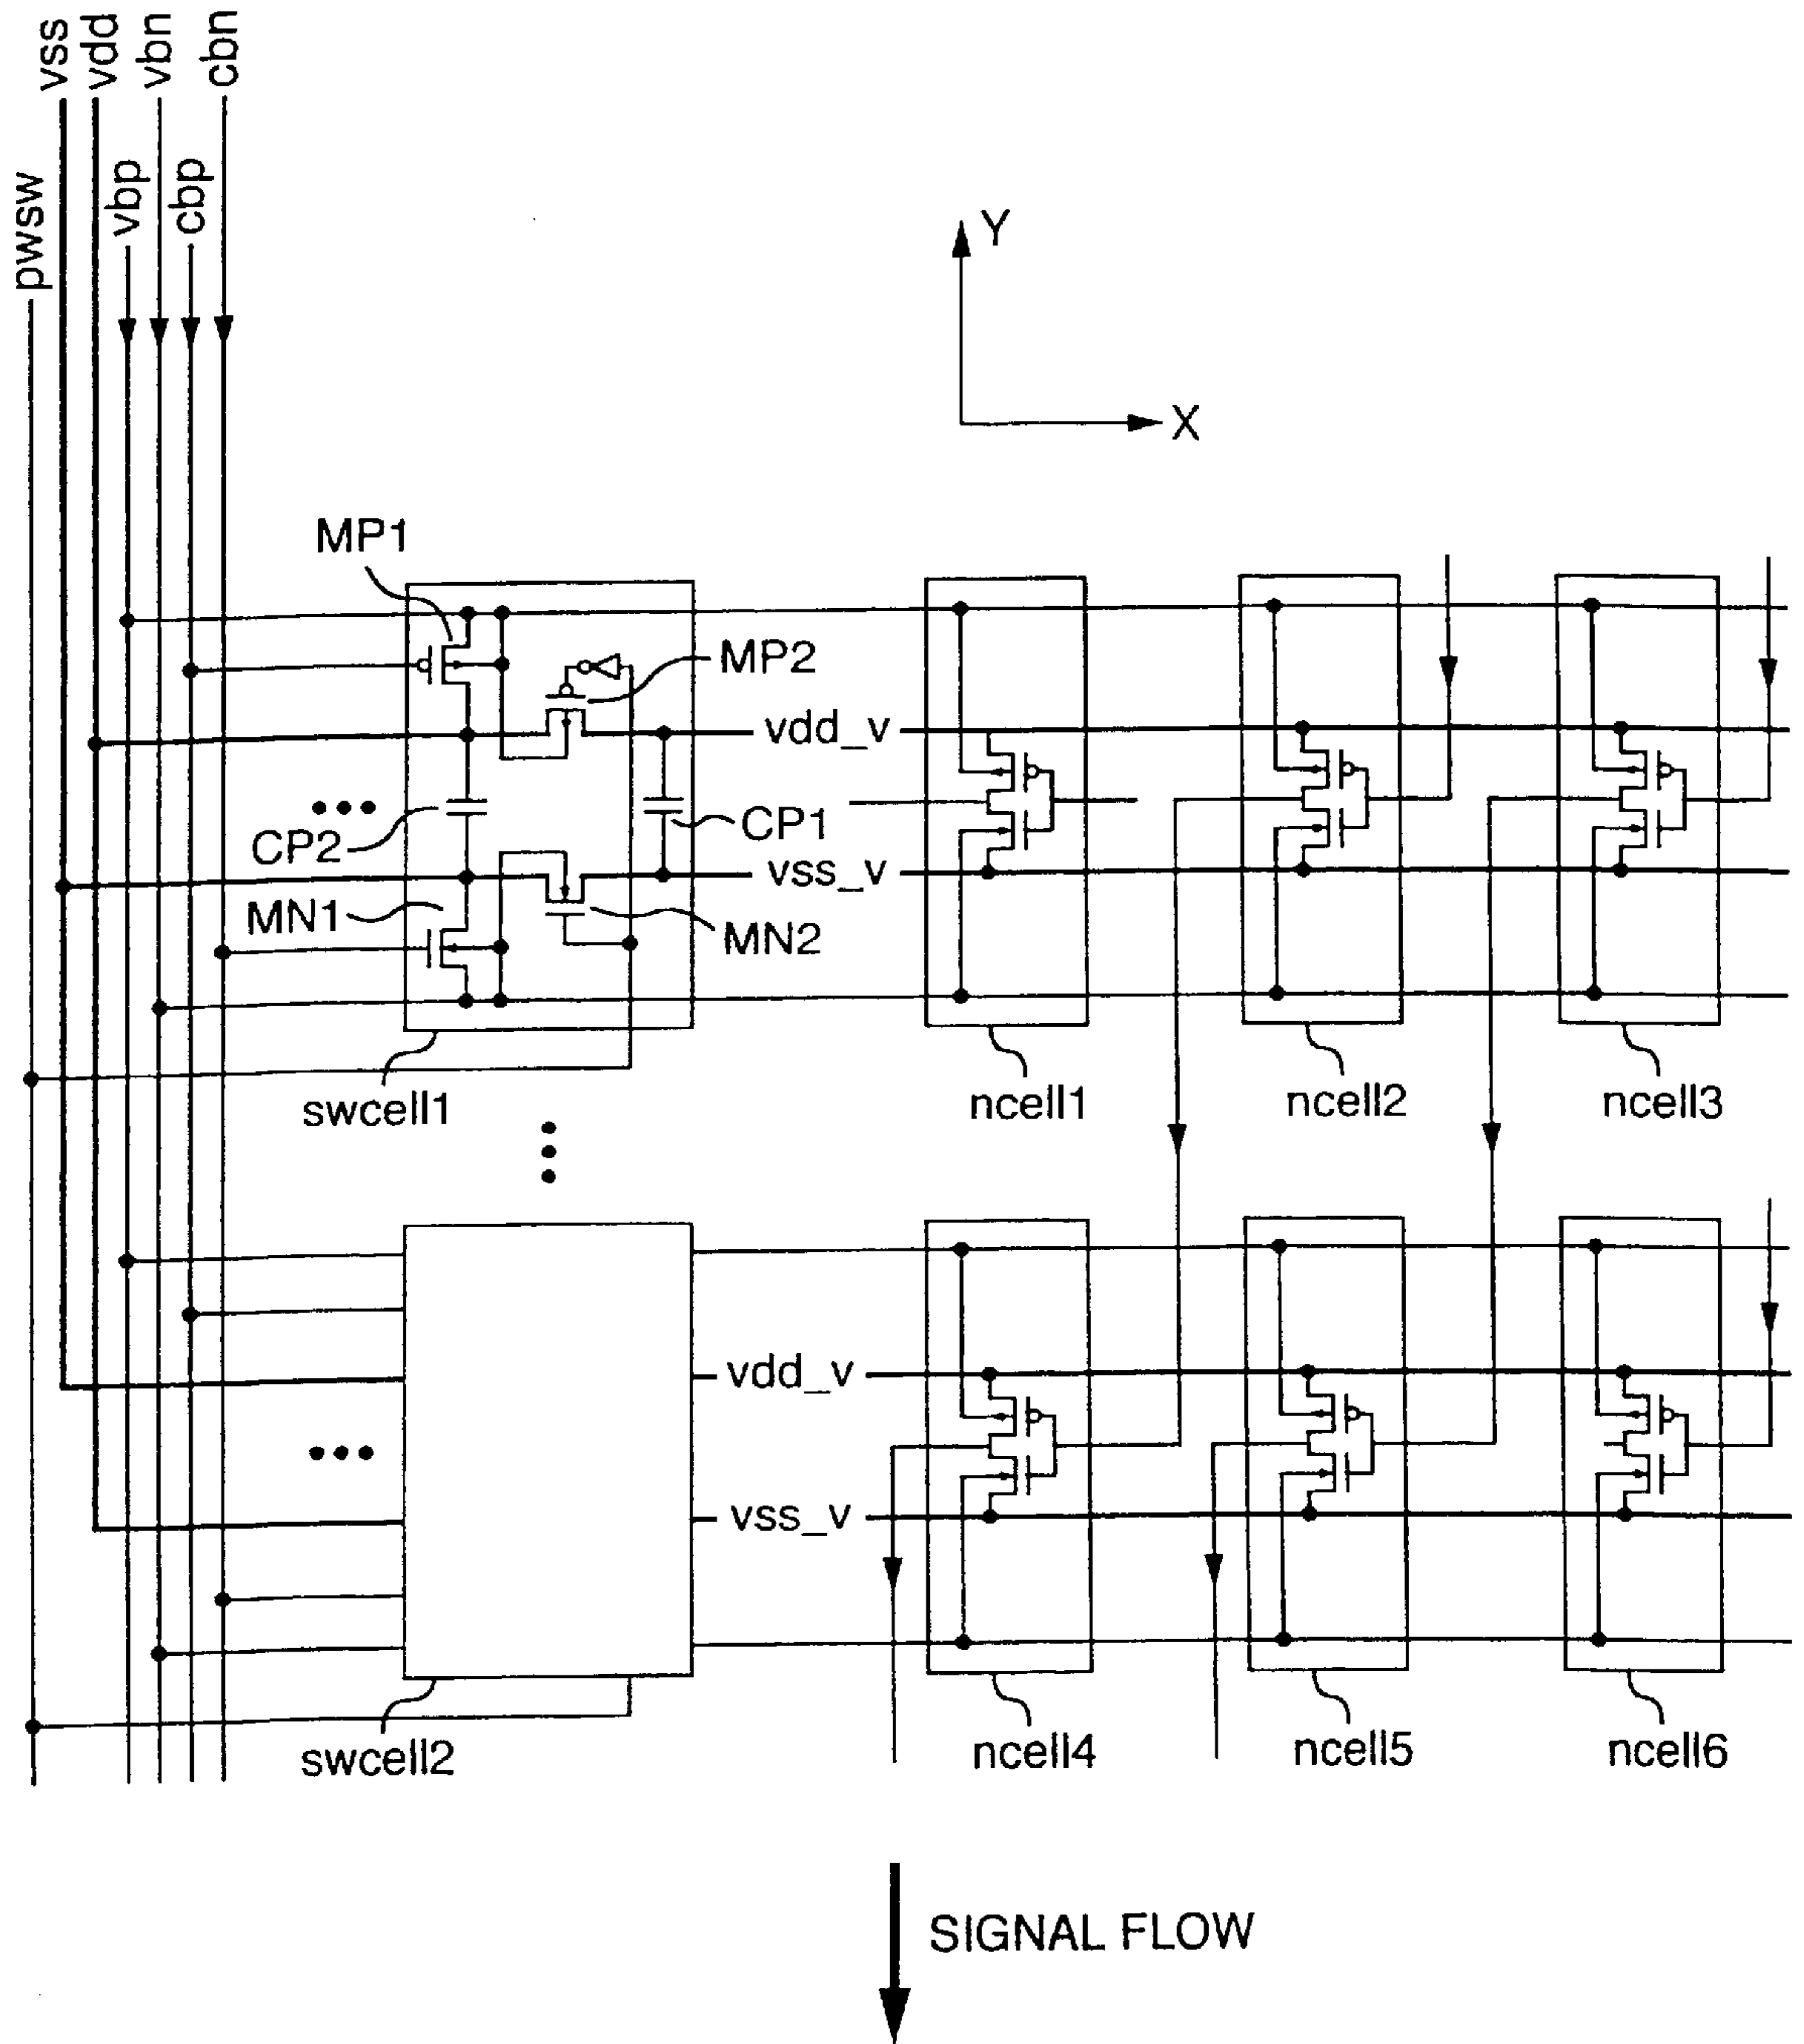 vss
vdd
vbn
cbn
pwsw
vbp
cbp
Y
X
MP1
MP2
vdd_v
CP2
CP1
vss_v
MN1
MN2
swcell1
ncell1
ncell2
ncell3
vdd_v
vss_v
swcell2
ncell4
ncell5
ncell6
SIGNAL FLOW